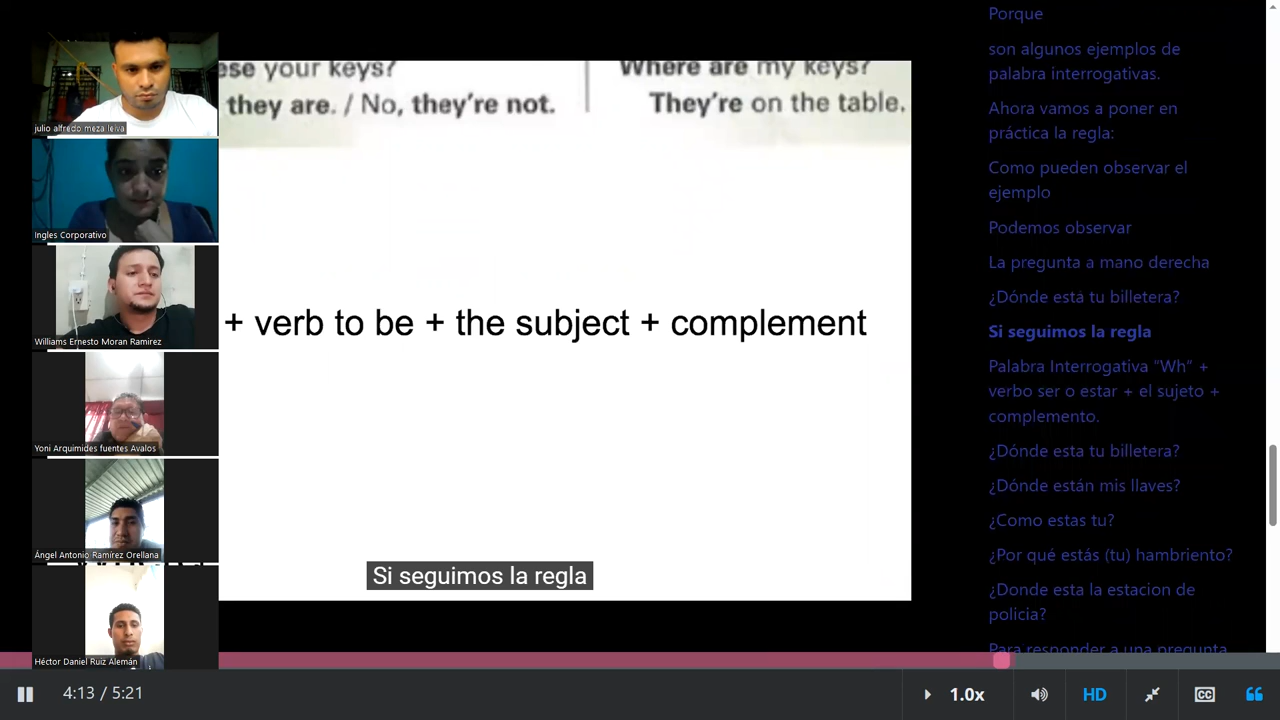 julio alfredo meza leiva
Ingles Corporativo
Williams Ernesto Moran Ramirez
Yoni Arquimides fuentes Avalos
Ángel Antonio Ramírez Orellana
Héctor Daniel Ruiz Alemán
ese your keys?
they are. / No, they're not.
Where are my keys?
They're on the table.
+ verb to be + the subject + complement
Si seguimos la regla
Porque
son algunos ejemplos de
palabra interrogativas.
Ahora vamos a poner en
práctica la regla:
Como pueden observar el
ejemplo
Podemos observar
La pregunta a mano derecha
¿Dónde está tu billetera?
Si seguimos la regla
Palabra Interrogativa "Wh" +
verbo ser o estar + el sujeto +
complemento.
¿Dónde esta tu billetera?
¿Dónde están mis llaves?
¿Como estas tu?
¿Por qué estás (tu) hambriento?
¿Donde esta la estacion de
policia?
Para responder a una pregunta
4:13 / 5:21
1.0x
HD
CC